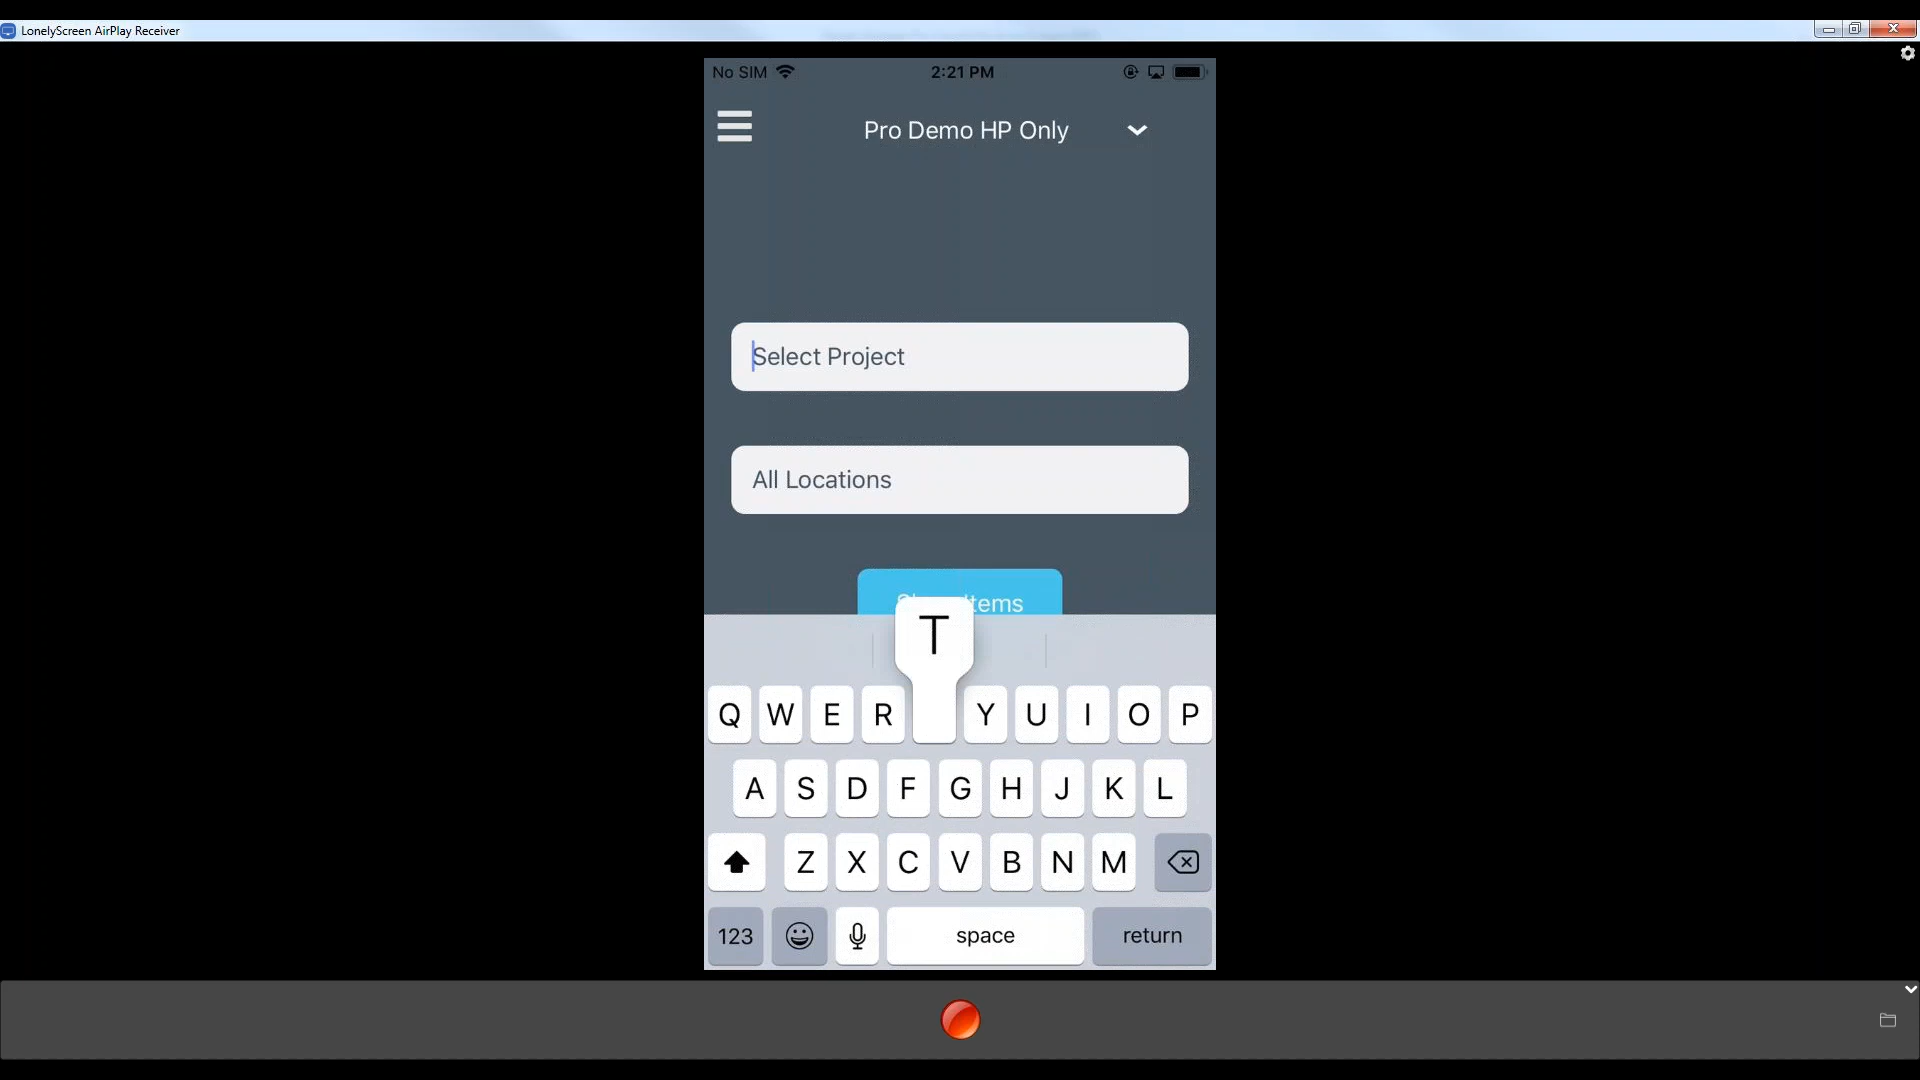 LonelyScreen AirPlay Receiver
No SIM 2:21 PM
Pro Demo HP Only
Select Project
All Locations
Items
T
Q W E R Y U I O P
A S D F G H J K L
Z X C V B N M
123 space return